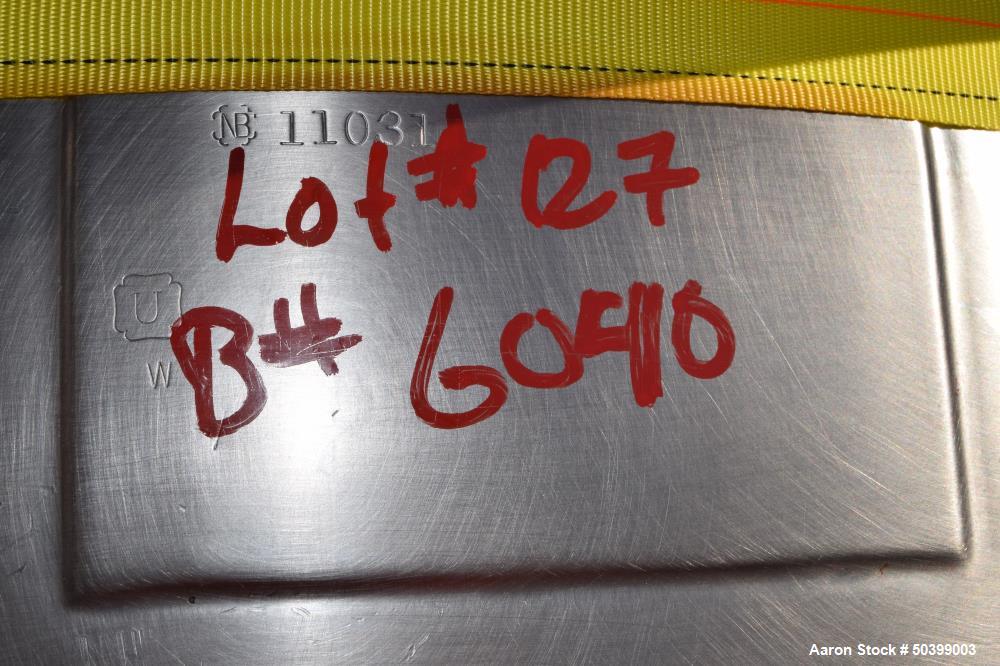 NB 11031
Lot # 127
U
B# 6040
W
Aaron Stock # 50399003